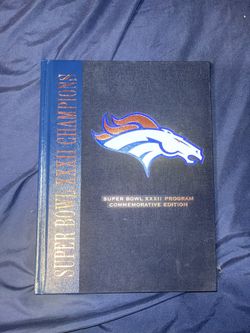 SUPER BOWL XXXII CHAMPIONS
SUPER BOWL XXXII PROGRAM
COMMEMORATIVE EDITION